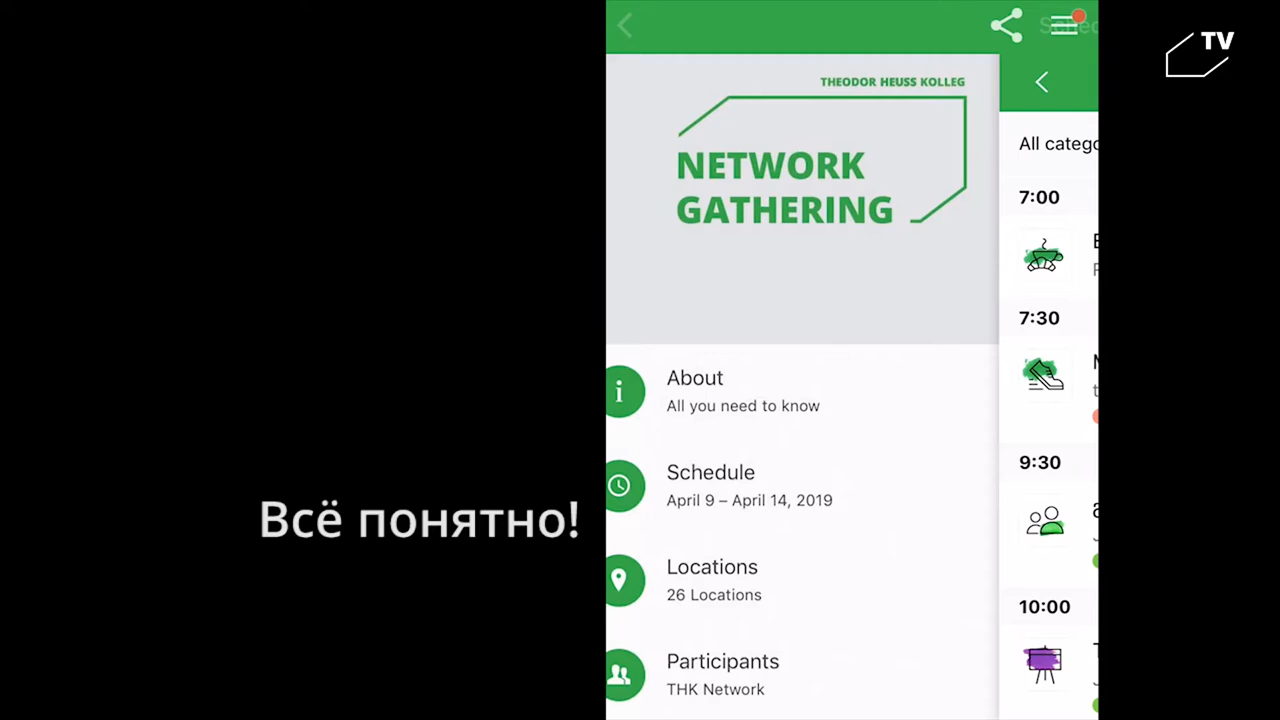 TV
Sched
THEODOR HEUSS KOLLEG
NETWORK
GATHERING
About
All you need to know
Schedule
April 9 – April 14, 2019
Locations
26 Locations
Participants
THK Network
All catego
7:00
7:30
9:30
10:00
Всё понятно!